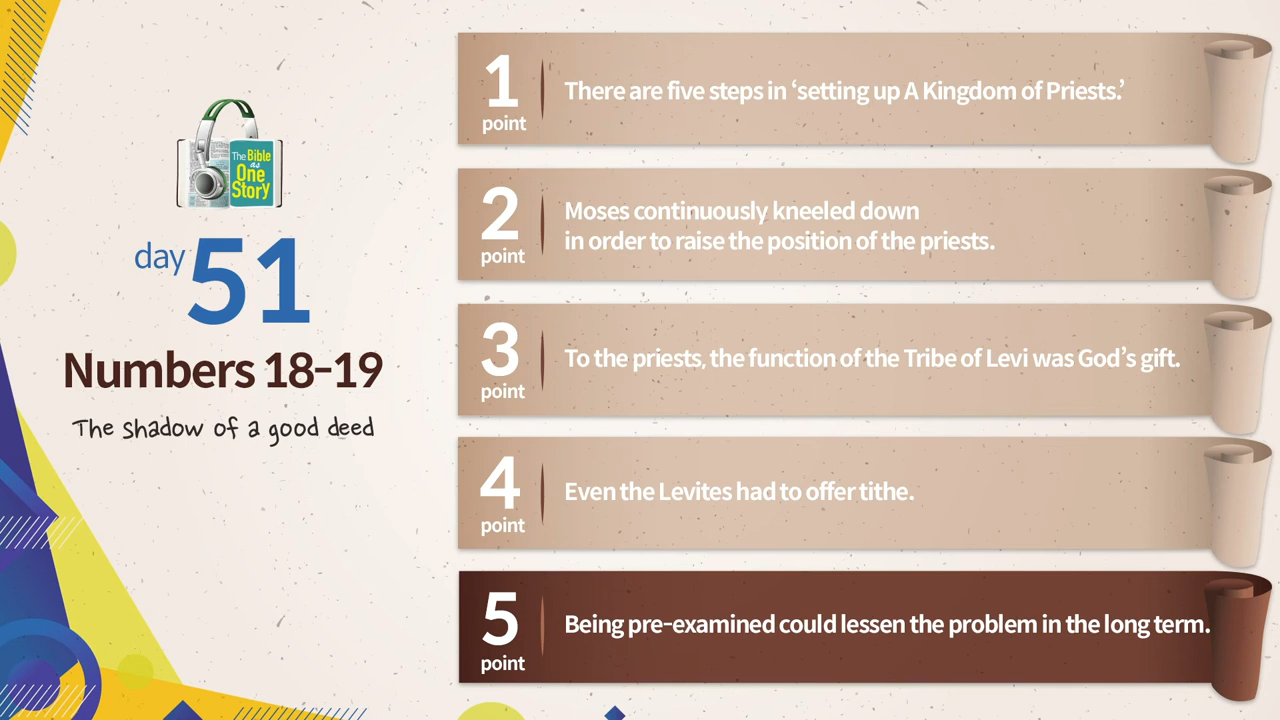 The Bible
as
One
Story
day 51
Numbers 18-19
The shadow of a good deed
1
point
There are five steps in ‘setting up A Kingdom of Priests.’
2
point
Moses continuously kneeled down
in order to raise the position of the priests.
3
point
To the priests, the function of the Tribe of Levi was God’s gift.
4
point
Even the Levites had to offer tithe.
5
point
Being pre-examined could lessen the problem in the long term.